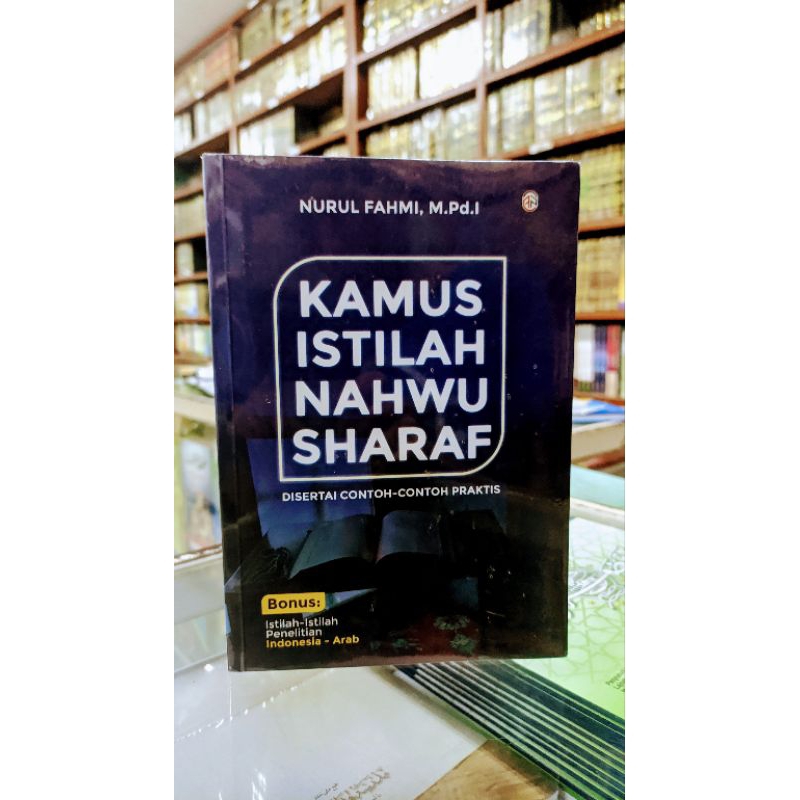 NURUL FAHMI, M.Pd.I
KAMUS
ISTILAH
NAHWU
SHARAF
DISERTAI CONTOH-CONTOH PRAKTIS
Bonus:
Istilah-Istilah
Penelitian
Indonesia - Arab